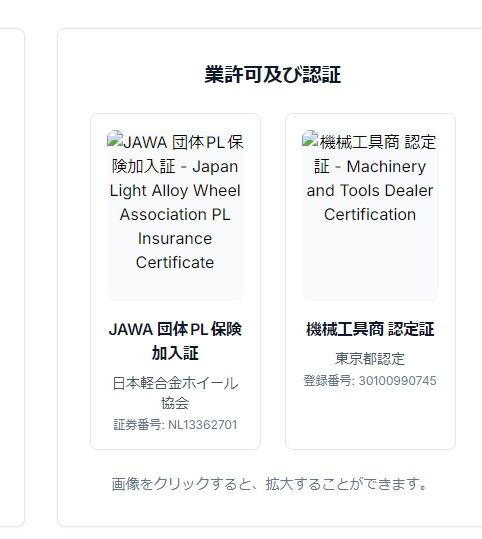 業許可及び認証
JAWA 団体PL保
険加入証 - Japan
Light Alloy Wheel
Association PL
Insurance
Certificate
JAWA 団体PL保険
加入証
日本軽合金ホイール
協会
証券番号: NL13362701
機械工具商 認定
証 - Machinery
and Tools Dealer
Certification
機械工具商 認定証
東京都認定
登録番号: 30100990745
画像をクリックすると、拡大することができます。